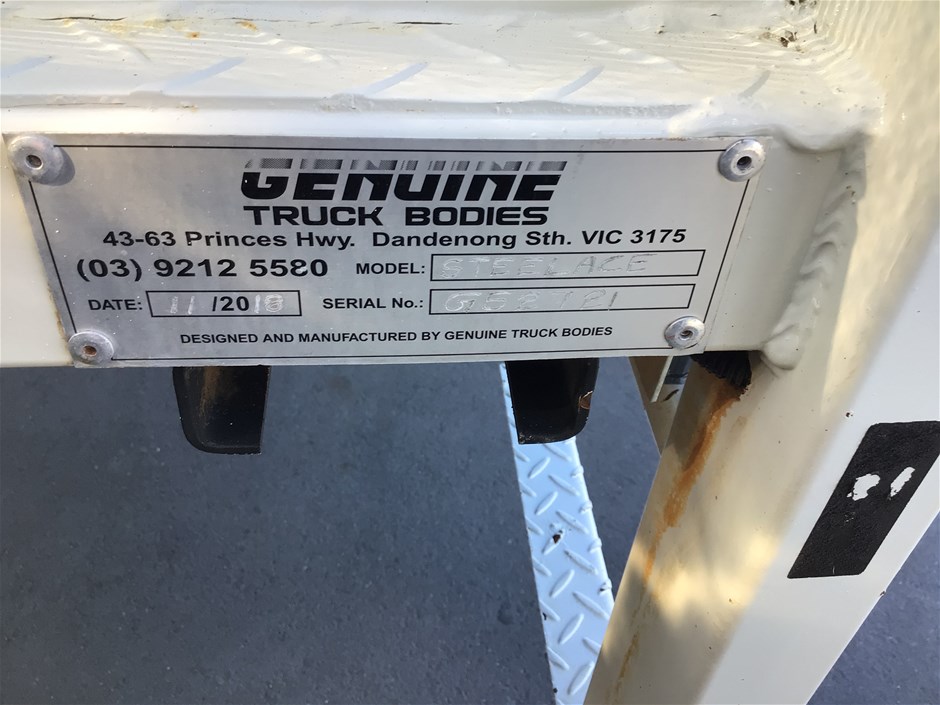 GENUINE
TRUCK BODIES
43-63 Princes Hwy. Dandenong Sth. VIC 3175
(03) 9212 5580 MODEL: STEELACE
DATE: 11/2018 SERIAL No.:
DESIGNED AND MANUFACTURED BY GENUINE TRUCK BODIES